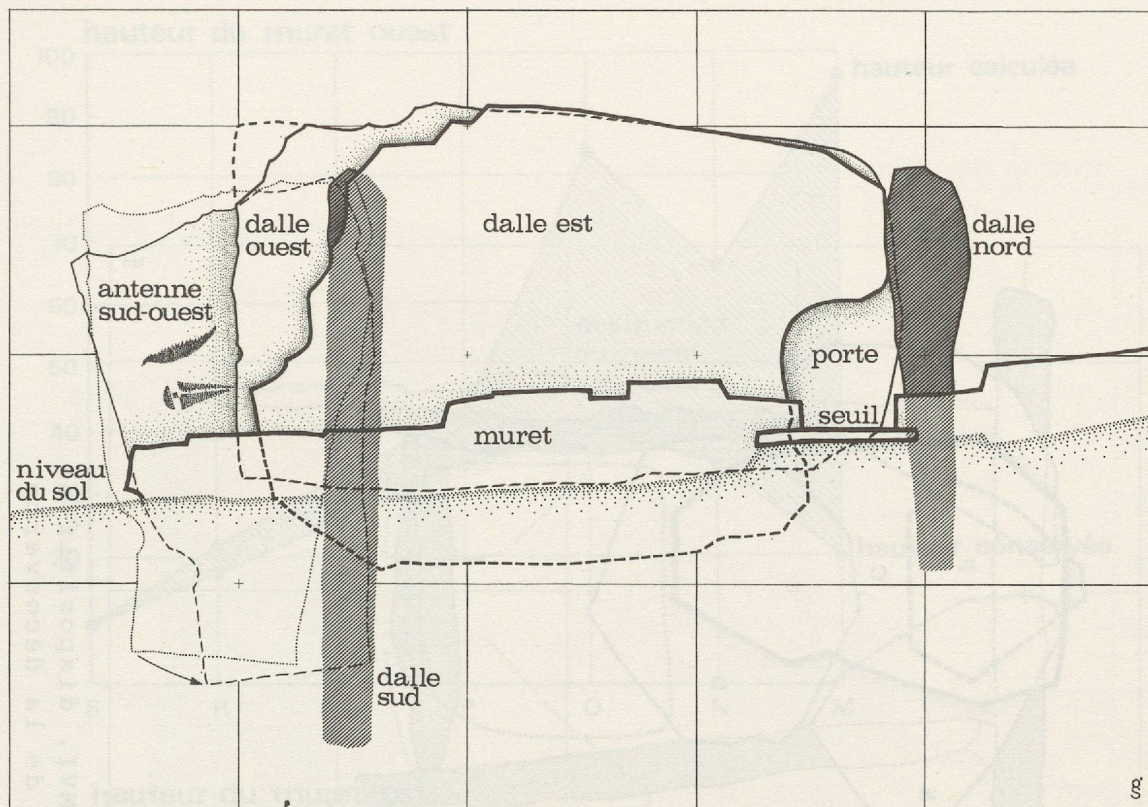 hauteur du muret ouest
100
hauteur calculéa
90
80
dalle
ouest
dalle est
dalle
nord
70
antenne
sud-ouest
60
porte
50
seuil
40
muret
niveau
du sol
dalle
sud
hauteur du muret
g